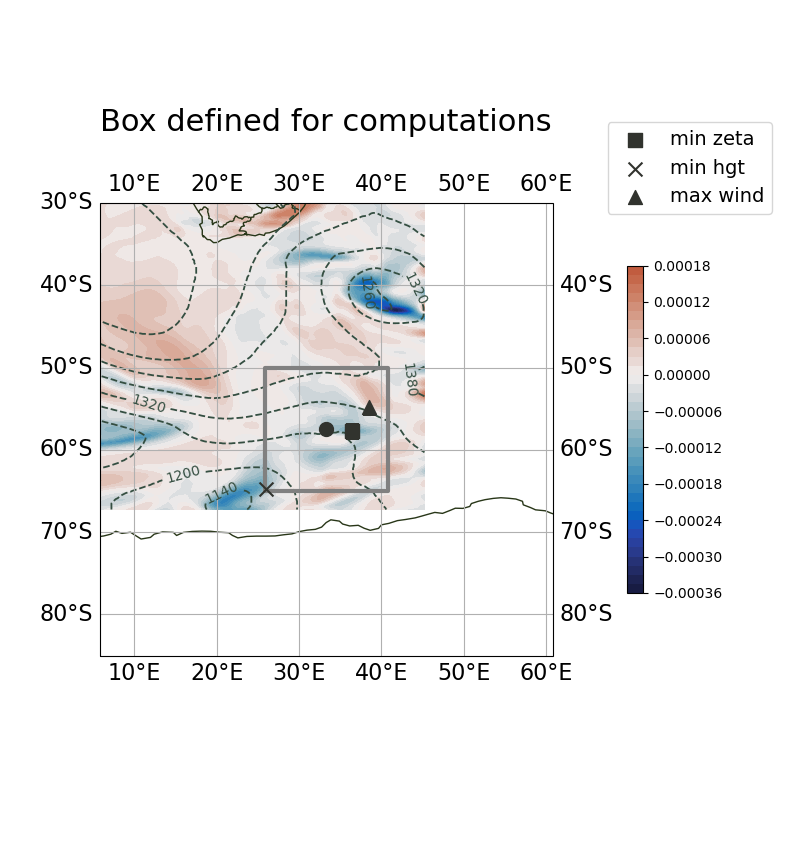 Box defined for computations
min zeta
min hgt
max wind
10°E 20°E 30°E 40°E 50°E 60°E
30°S
40°S 40°S
50°S 50°S
60°S 60°S
70°S 70°S
80°S 80°S
10°E 20°E 30°E 40°E 50°E 60°E
1320
1260
1380
1320
1200
1140
0.00018
0.00012
0.00006
0.00000
−0.00006
−0.00012
−0.00018
−0.00024
−0.00030
−0.00036